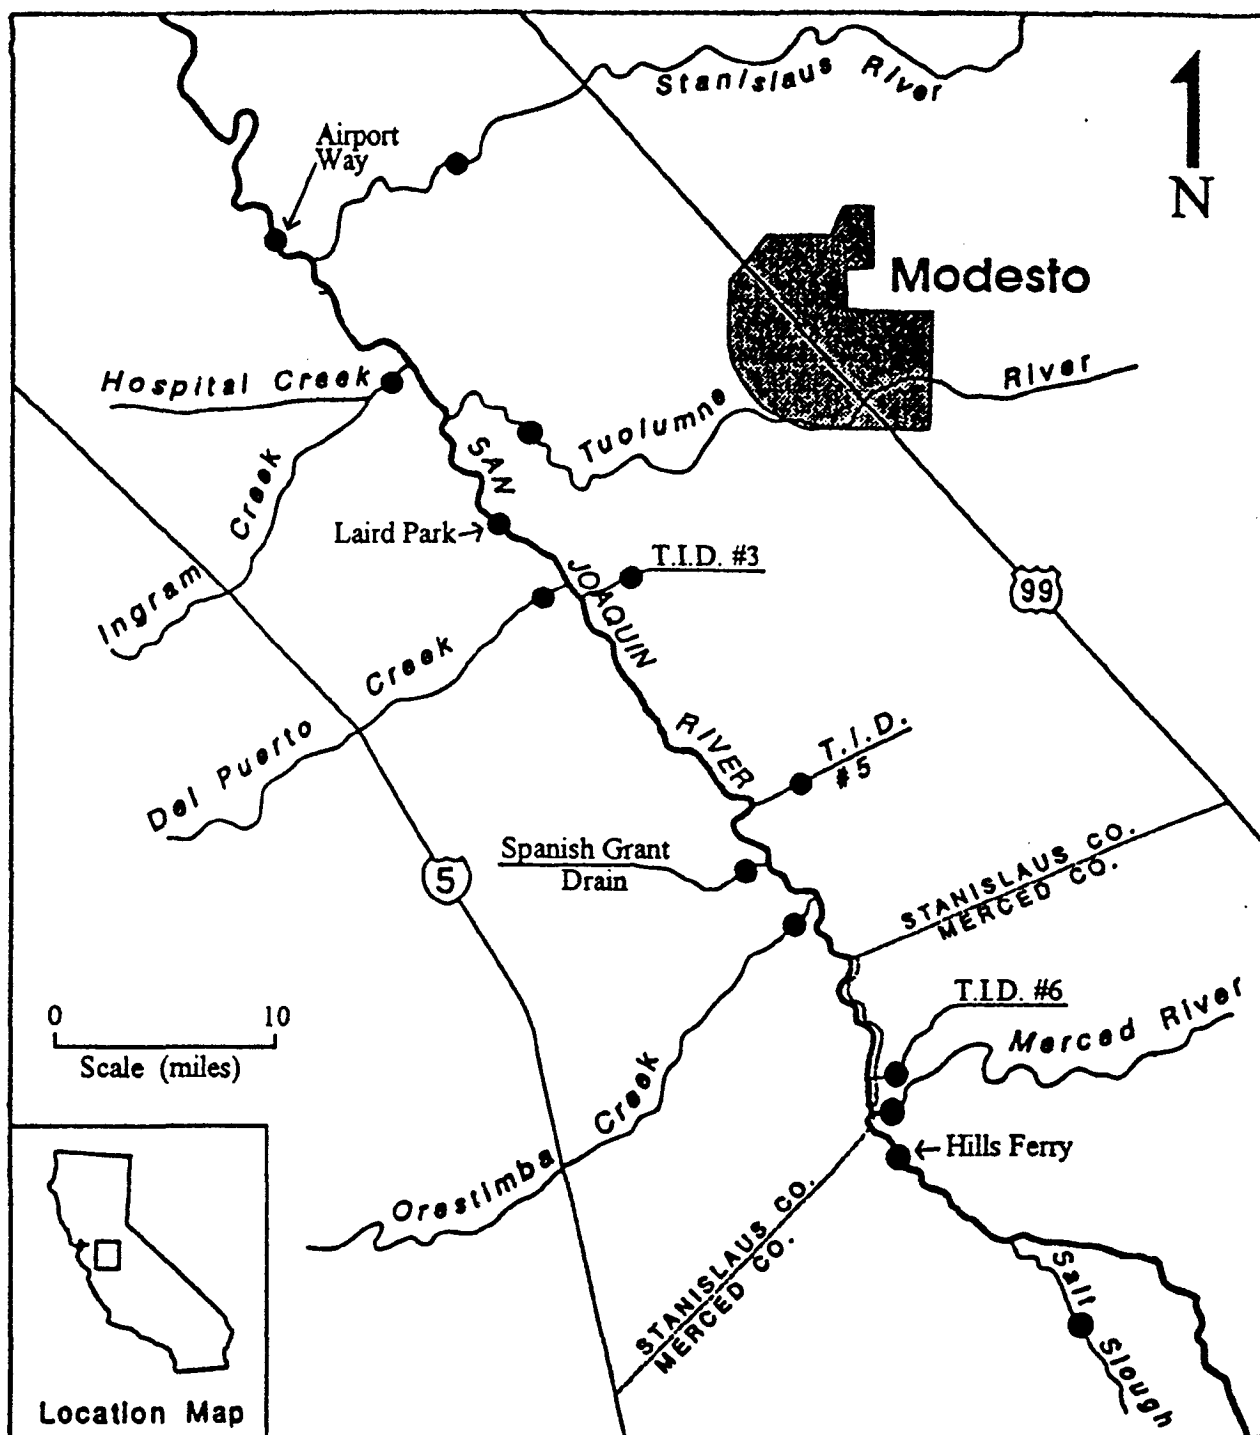 Stanislaus River
Airport
Way
N
Modesto
Hospital Creek
River
Tuolumne
SAN
JOAQUIN
RIVER
Ingram Creek
Laird Park
T.I.D. #3
99
Del Puerto Creek
T.I.D.
#5
Spanish Grant
Drain
5
STANISLAUS CO.
MERCED CO.
T.I.D. #6
Merced River
0 10
Scale (miles)
Orestimba Creek
Hills Ferry
STANISLAUS CO.
MERCED CO.
Salt Slough
Location Map